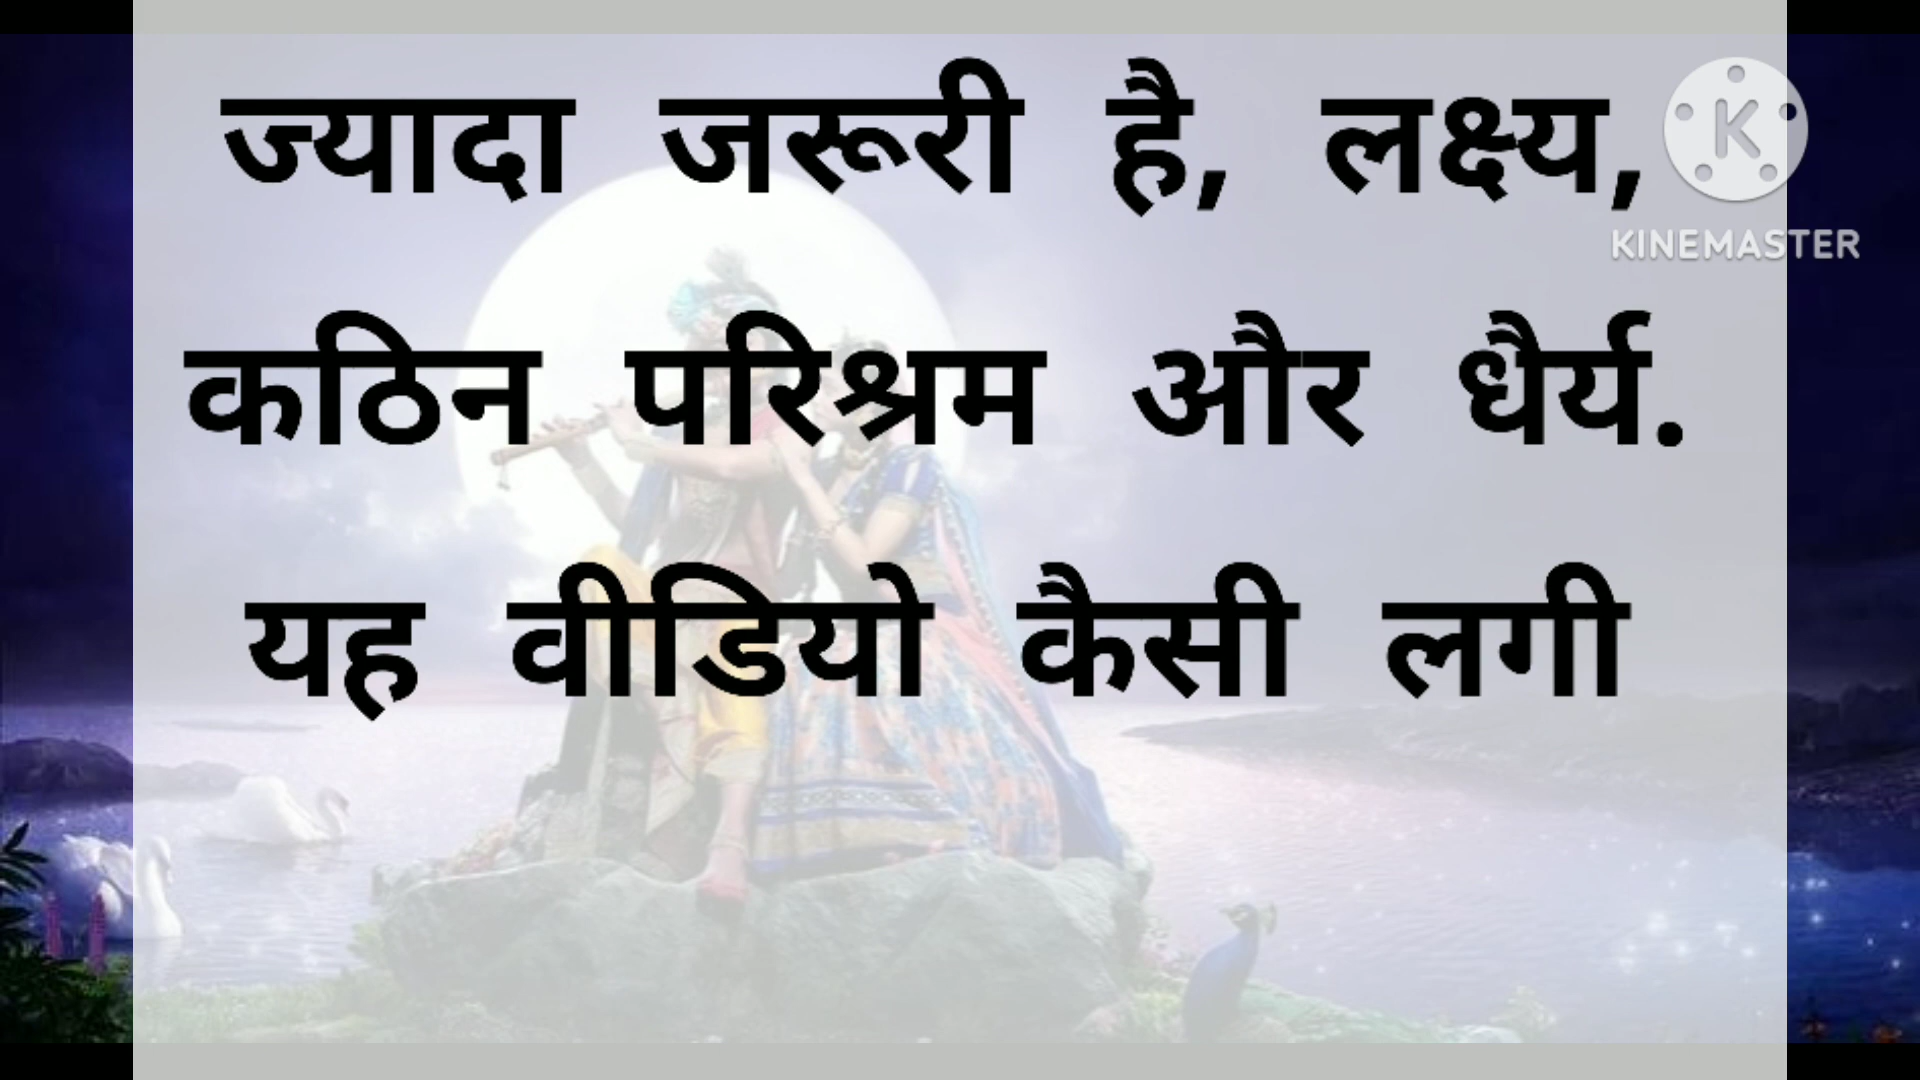 ज्यादा जरूरी है, लक्ष्य,
KINEMASTER
कठिन परिश्रम और धैर्य.
यह वीडियो कैसी लगी